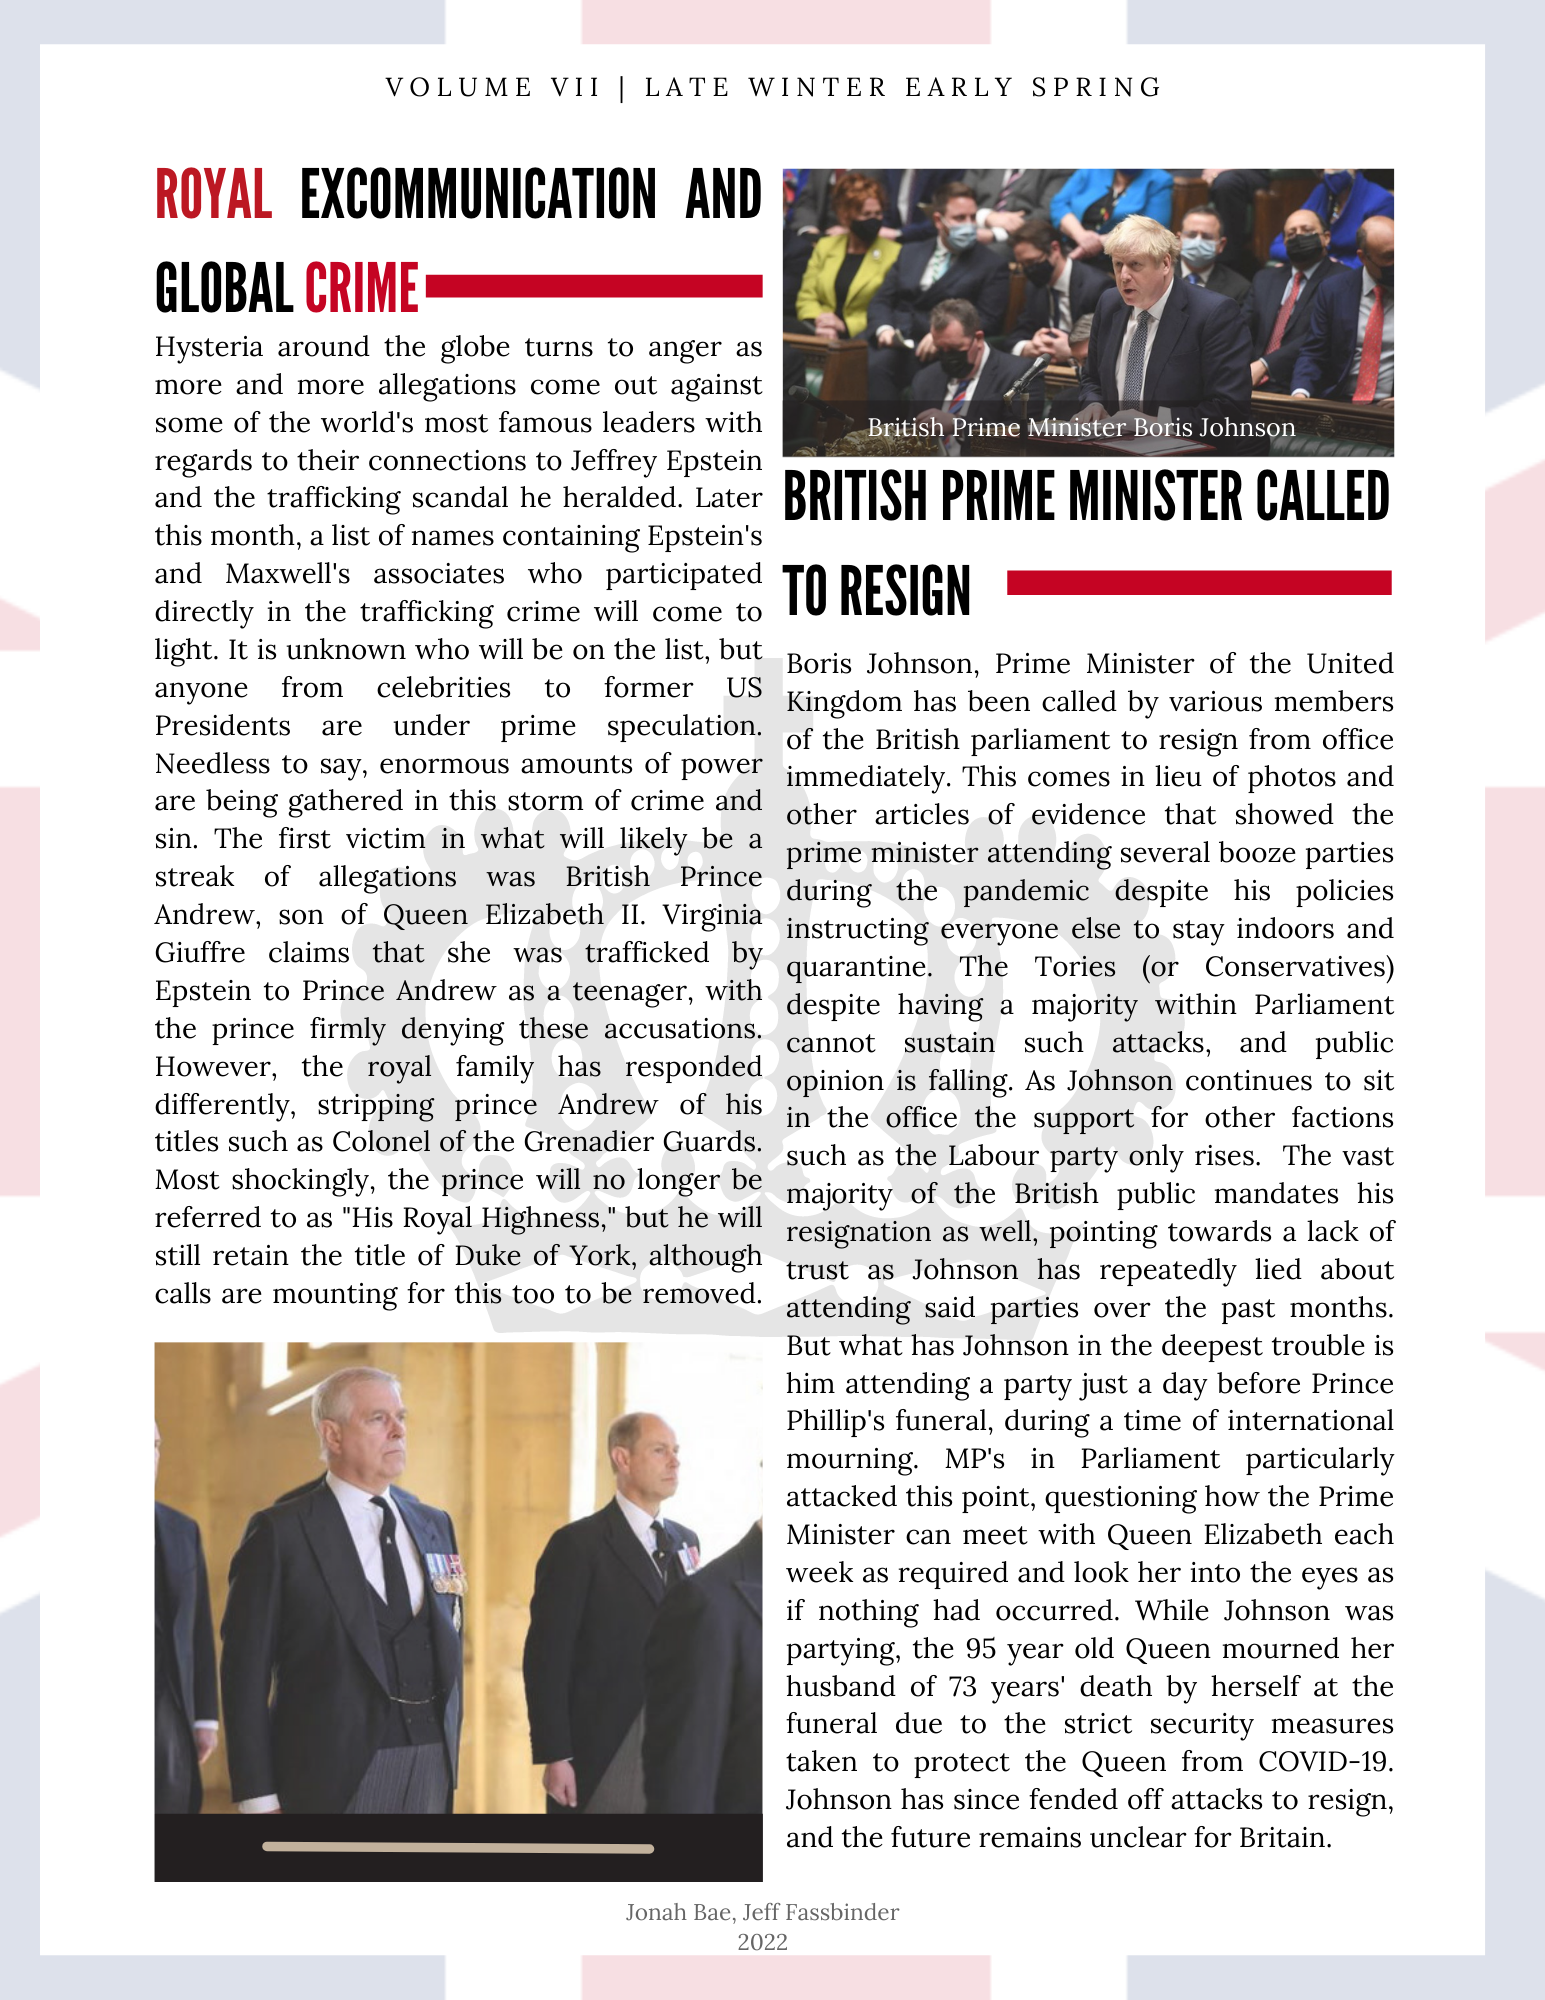 VOLUME VII | LATE WINTER EARLY SPRING
ROYAL EXCOMMUNICATION AND
GLOBAL CRIME
Hysteria around the globe turns to anger as
more and more allegations come out against
some of the world's most famous leaders with
regards to their connections to Jeffrey Epstein
and the trafficking scandal he heralded. Later
this month, a list of names containing Epstein's
and Maxwell's associates who participated
directly in the trafficking crime will come to
light. It is unknown who will be on the list, but
anyone from celebrities to former US
Presidents are under prime speculation.
Needless to say, enormous amounts of power
are being gathered in this storm of crime and
sin. The first victim in what will likely be a
streak of allegations was British Prince
Andrew, son of Queen Elizabeth II. Virginia
Giuffre claims that she was trafficked by
Epstein to Prince Andrew as a teenager, with
the prince firmly denying these accusations.
However, the royal family has responded
differently, stripping prince Andrew of his
titles such as Colonel of the Grenadier Guards.
Most shockingly, the prince will no longer be
referred to as "His Royal Highness," but he will
still retain the title of Duke of York, although
calls are mounting for this too to be removed.
British Prime Minister Boris Johnson
BRITISH PRIME MINISTER CALLED
TO RESIGN
Boris Johnson, Prime Minister of the United
Kingdom has been called by various members
of the British parliament to resign from office
immediately. This comes in lieu of photos and
other articles of evidence that showed the
prime minister attending several booze parties
during the pandemic despite his policies
instructing everyone else to stay indoors and
quarantine. The Tories (or Conservatives)
despite having a majority within Parliament
cannot sustain such attacks, and public
opinion is falling. As Johnson continues to sit
in the office the support for other factions
such as the Labour party only rises. The vast
majority of the British public mandates his
resignation as well, pointing towards a lack of
trust as Johnson has repeatedly lied about
attending said parties over the past months.
But what has Johnson in the deepest trouble is
him attending a party just a day before Prince
Phillip's funeral, during a time of international
mourning. MP's in Parliament particularly
attacked this point, questioning how the Prime
Minister can meet with Queen Elizabeth each
week as required and look her into the eyes as
if nothing had occurred. While Johnson was
partying, the 95 year old Queen mourned her
husband of 73 years' death by herself at the
funeral due to the strict security measures
taken to protect the Queen from COVID-19.
Johnson has since fended off attacks to resign,
and the future remains unclear for Britain.
Jonah Bae, Jeff Fassbinder
2022